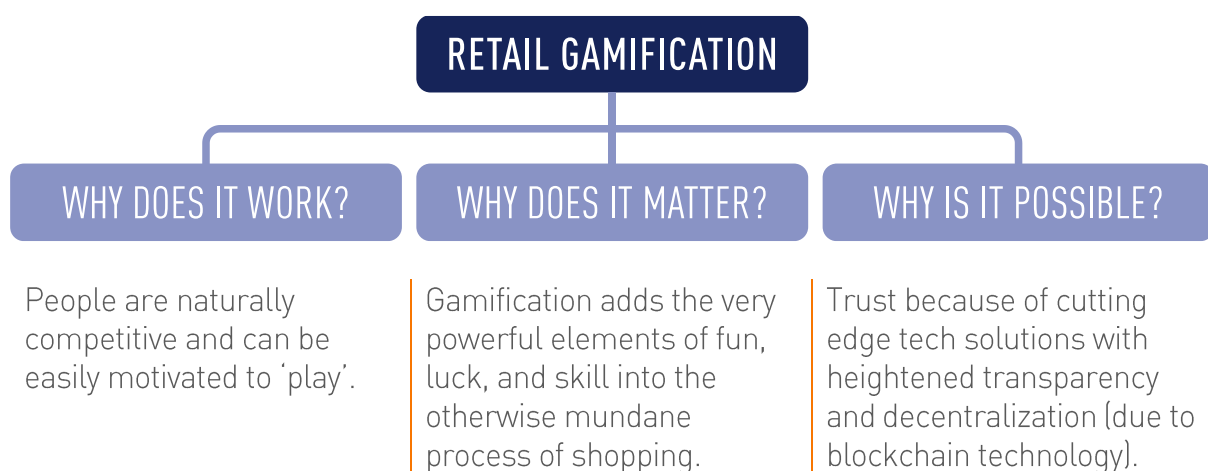 RETAIL GAMIFICATION
WHY DOES IT WORK?
People are naturally
competitive and can be
easily motivated to ‘play’.
WHY DOES IT MATTER?
Gamification adds the very
powerful elements of fun,
luck, and skill into the
otherwise mundane
process of shopping.
WHY IS IT POSSIBLE?
Trust because of cutting
edge tech solutions with
heightened transparency
and decentralization (due to
blockchain technology).